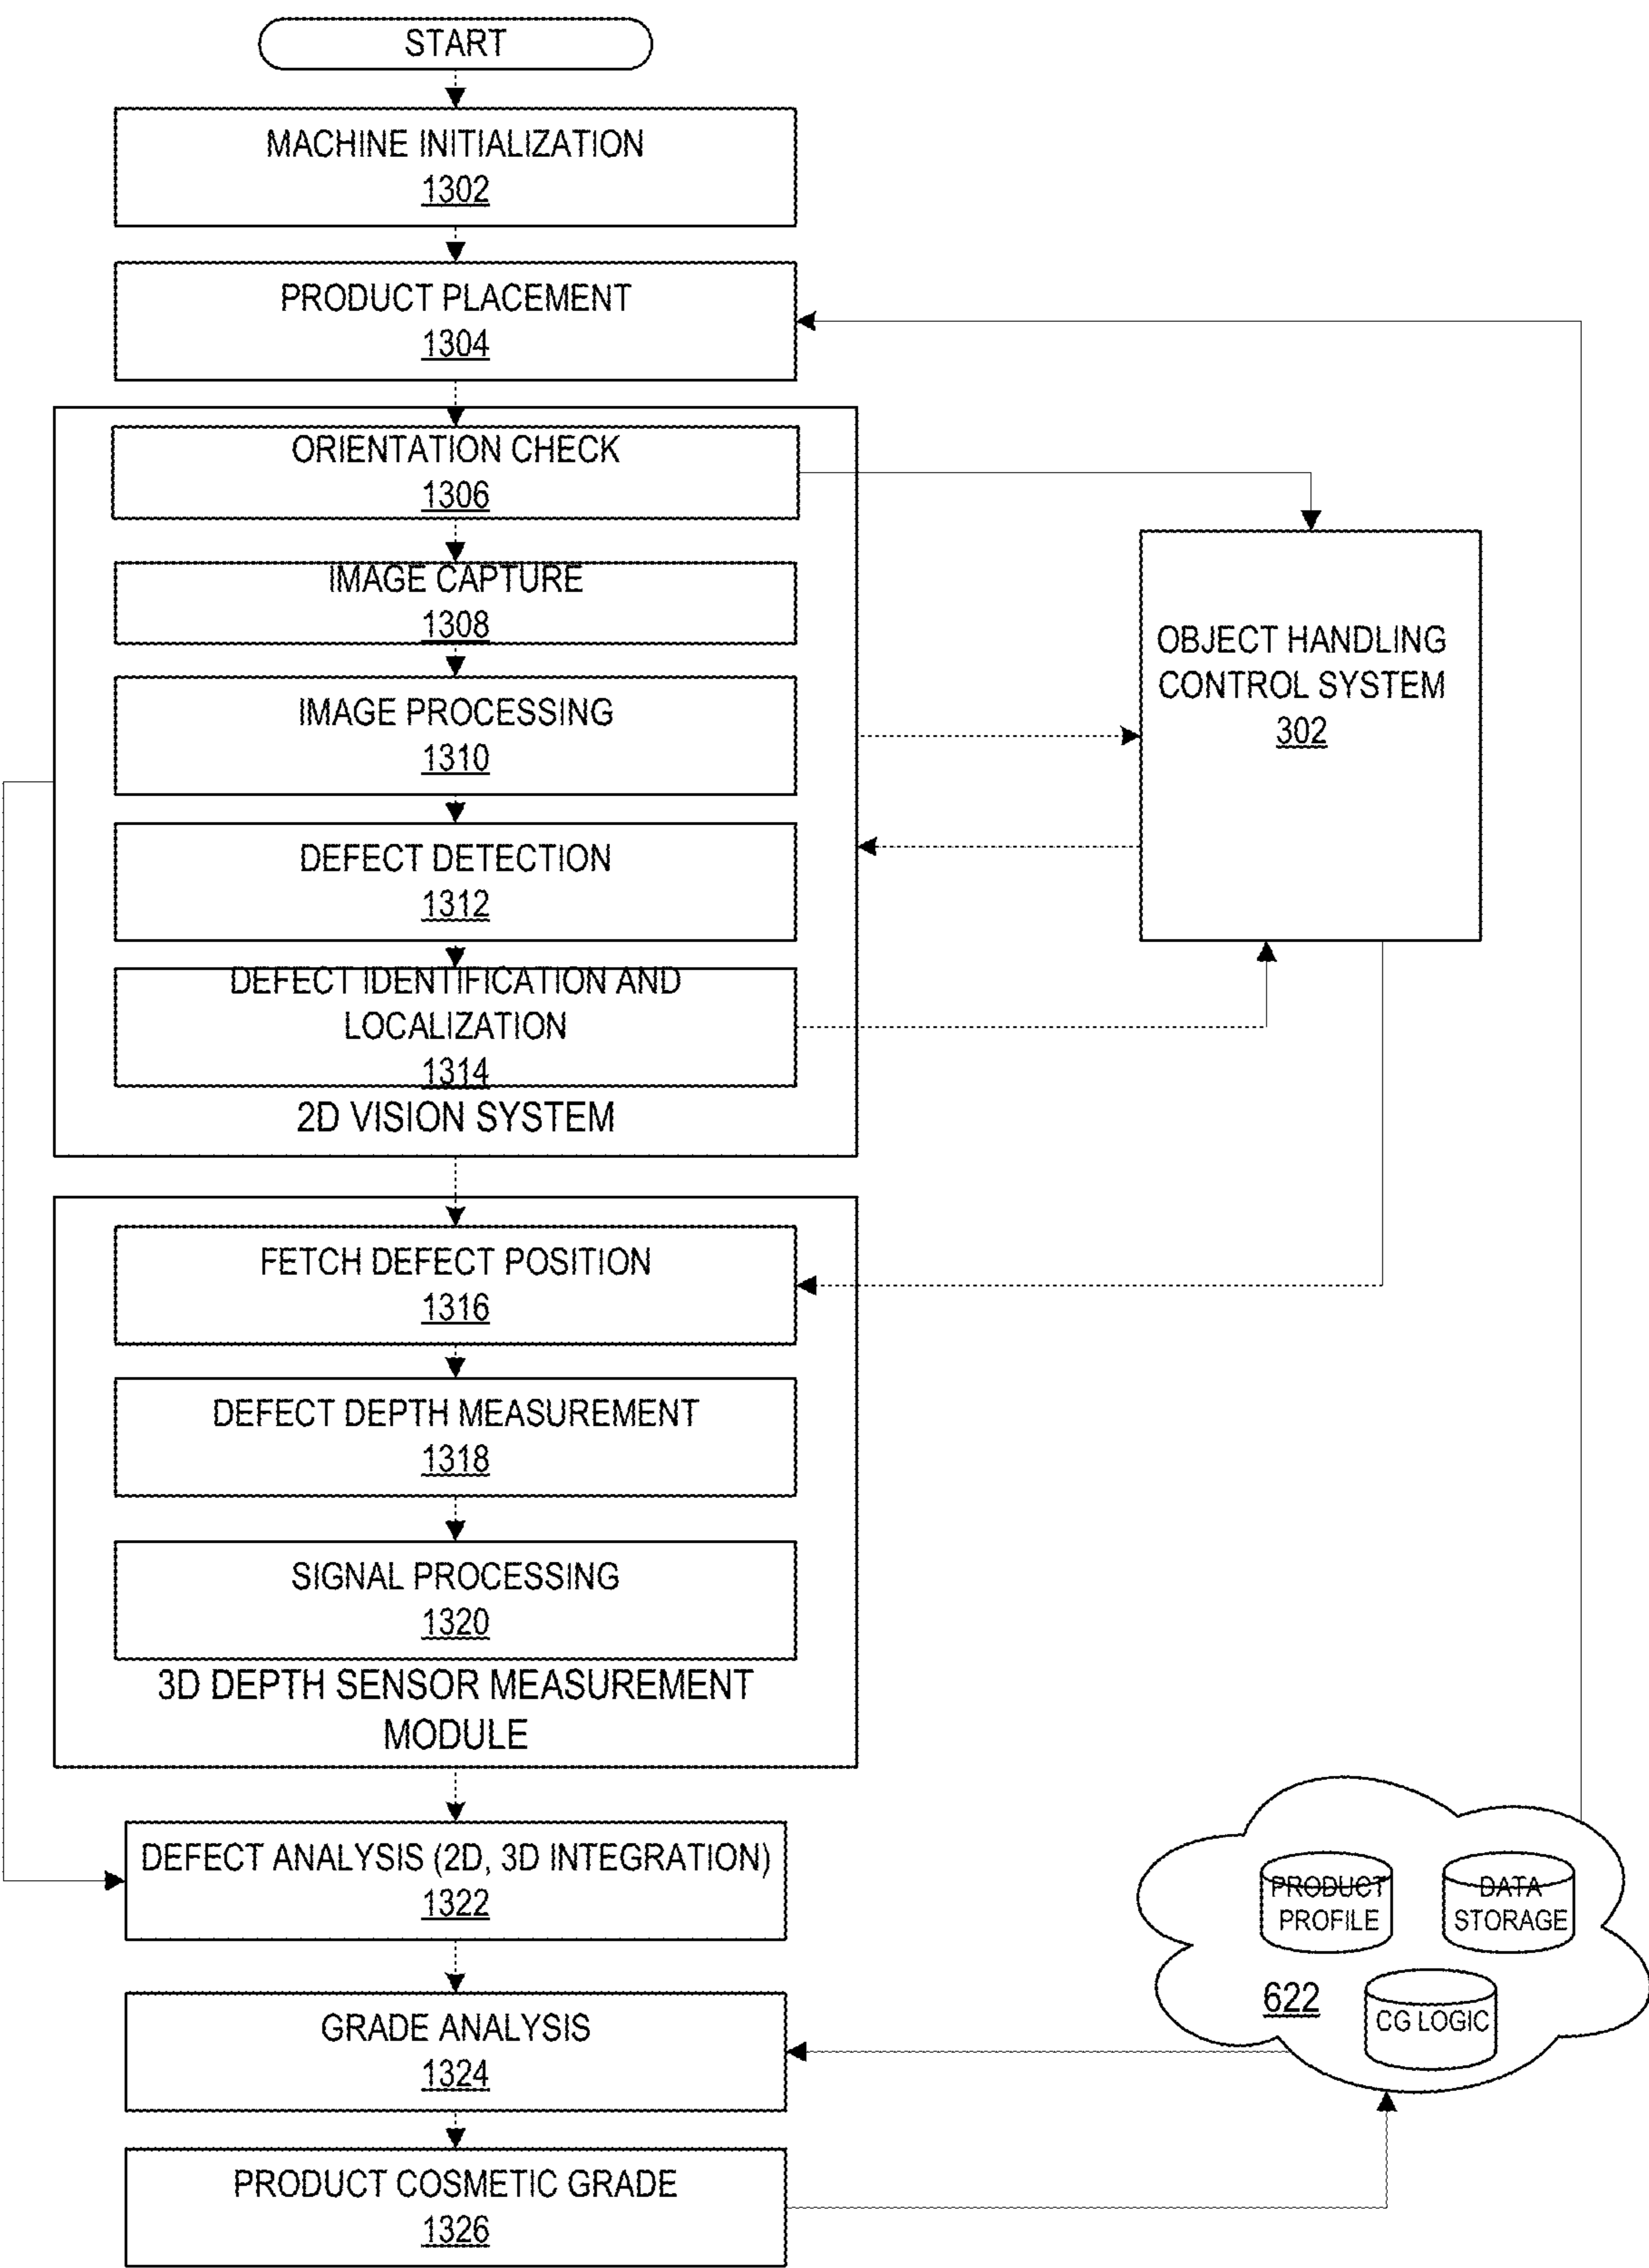 START
MACHINE INITIALIZATION
1302
PRODUCT PLACEMENT
1304
ORIENTATION CHECK
1306
IMAGE CAPTURE
1308
IMAGE PROCESSING
1310
DEFECT DETECTION
1312
DEFECT IDENTIFICATION AND
LOCALIZATION
1314
2D VISION SYSTEM
OBJECT HANDLING
CONTROL SYSTEM
302
FETCH DEFECT POSITION
1316
DEFECT DEPTH MEASUREMENT
1318
SIGNAL PROCESSING
1320
3D DEPTH SENSOR MEASUREMENT
MODULE
DEFECT ANALYSIS (2D, 3D INTEGRATION)
1322
GRADE ANALYSIS
1324
PRODUCT COSMETIC GRADE
1326
PRODUCT
PROFILE
DATA
STORAGE
622
CG LOGIC